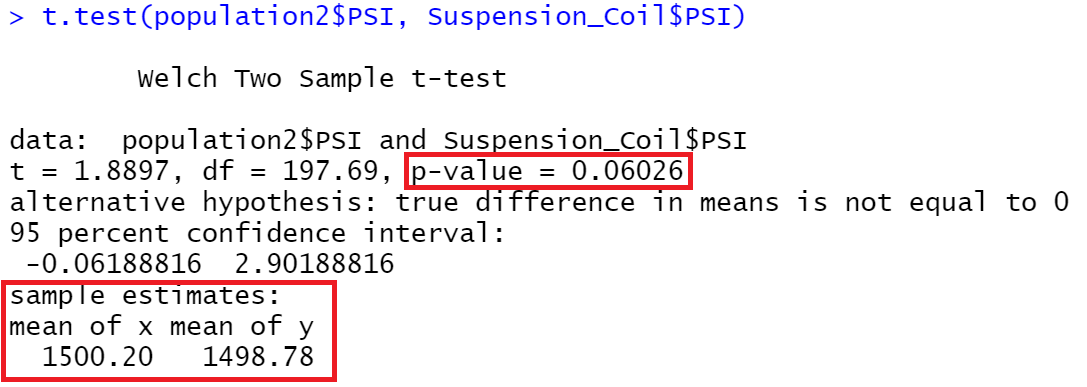 > t.test(population2$PSI, Suspension_Coil$PSI)
Welch Two Sample t-test
data:  population2$PSI and Suspension_Coil$PSI
t = 1.8897, df = 197.69, p-value = 0.06026
alternative hypothesis: true difference in means is not equal to 0
95 percent confidence interval:
-0.06188816  2.90188816
sample estimates:
mean of x mean of y
1500.20   1498.78